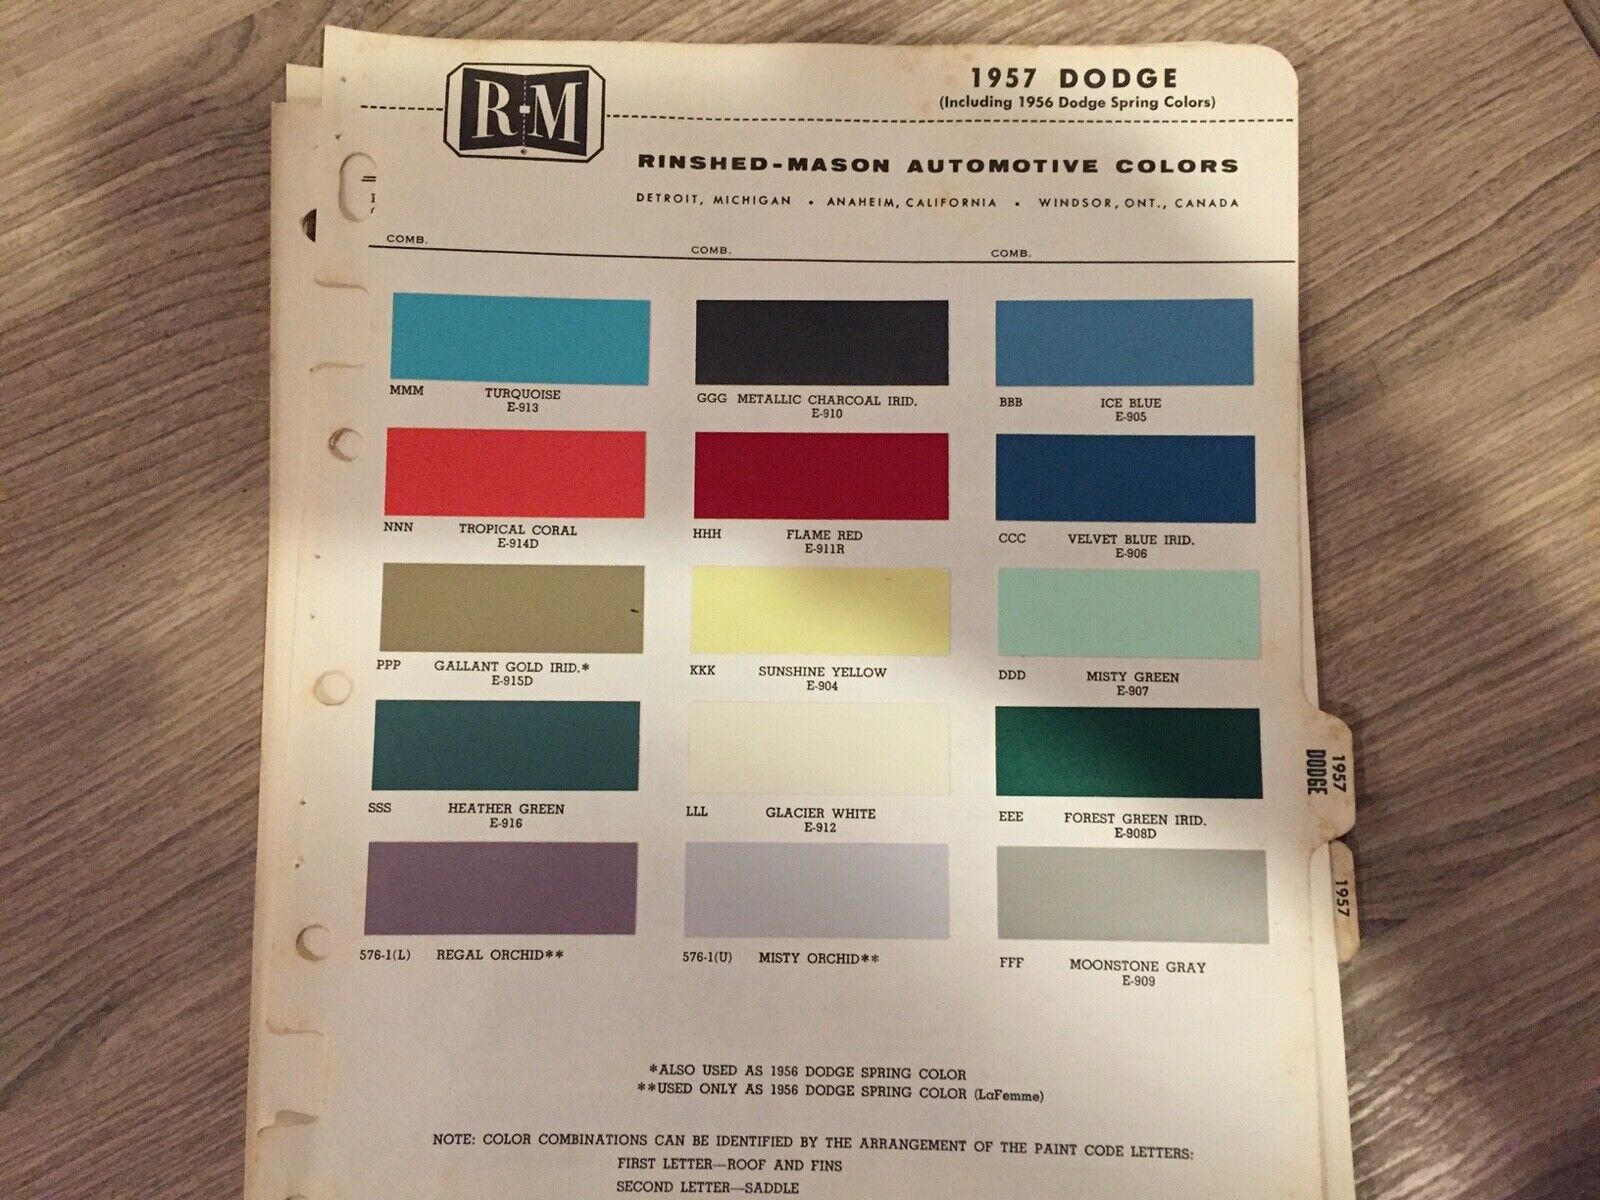 R-M
1957 DODGE
(Including 1956 Dodge Spring Colors)
RINSHED-MASON AUTOMOTIVE COLORS
DETROIT, MICHIGAN • ANAHEIM, CALIFORNIA • WINDSOR, ONT., CANADA
COMB. COMB. COMB.
MMM TURQUOISE
E-913
GGG METALLIC CHARCOAL IRID.
E-910
BBB ICE BLUE
E-905
NNN TROPICAL CORAL
E-914D
HHH FLAME RED
E-911R
CCC VELVET BLUE IRID.
E-906
PPP GALLANT GOLD IRID.*
E-915D
KKK SUNSHINE YELLOW
E-904
DDD MISTY GREEN
E-907
SSS HEATHER GREEN
E-916
LLL GLACIER WHITE
E-912
EEE FOREST GREEN IRID.
E-908D
576-1(L) REGAL ORCHID**
576-1(U) MISTY ORCHID**
FFF MOONSTONE GRAY
E-909
1957
DODGE
1957
*ALSO USED AS 1956 DODGE SPRING COLOR
**USED ONLY AS 1956 DODGE SPRING COLOR (LaFemme)
NOTE: COLOR COMBINATIONS CAN BE IDENTIFIED BY THE ARRANGEMENT OF THE PAINT CODE LETTERS:
FIRST LETTER—ROOF AND FINS
SECOND LETTER—SADDLE